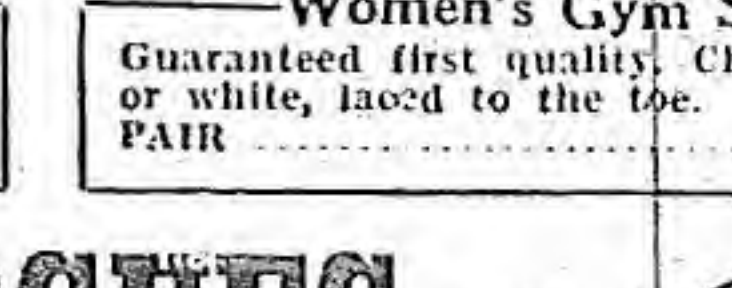 Women's Gym
Guaranteed first quality.
or white, laced to the toe.
PAIR